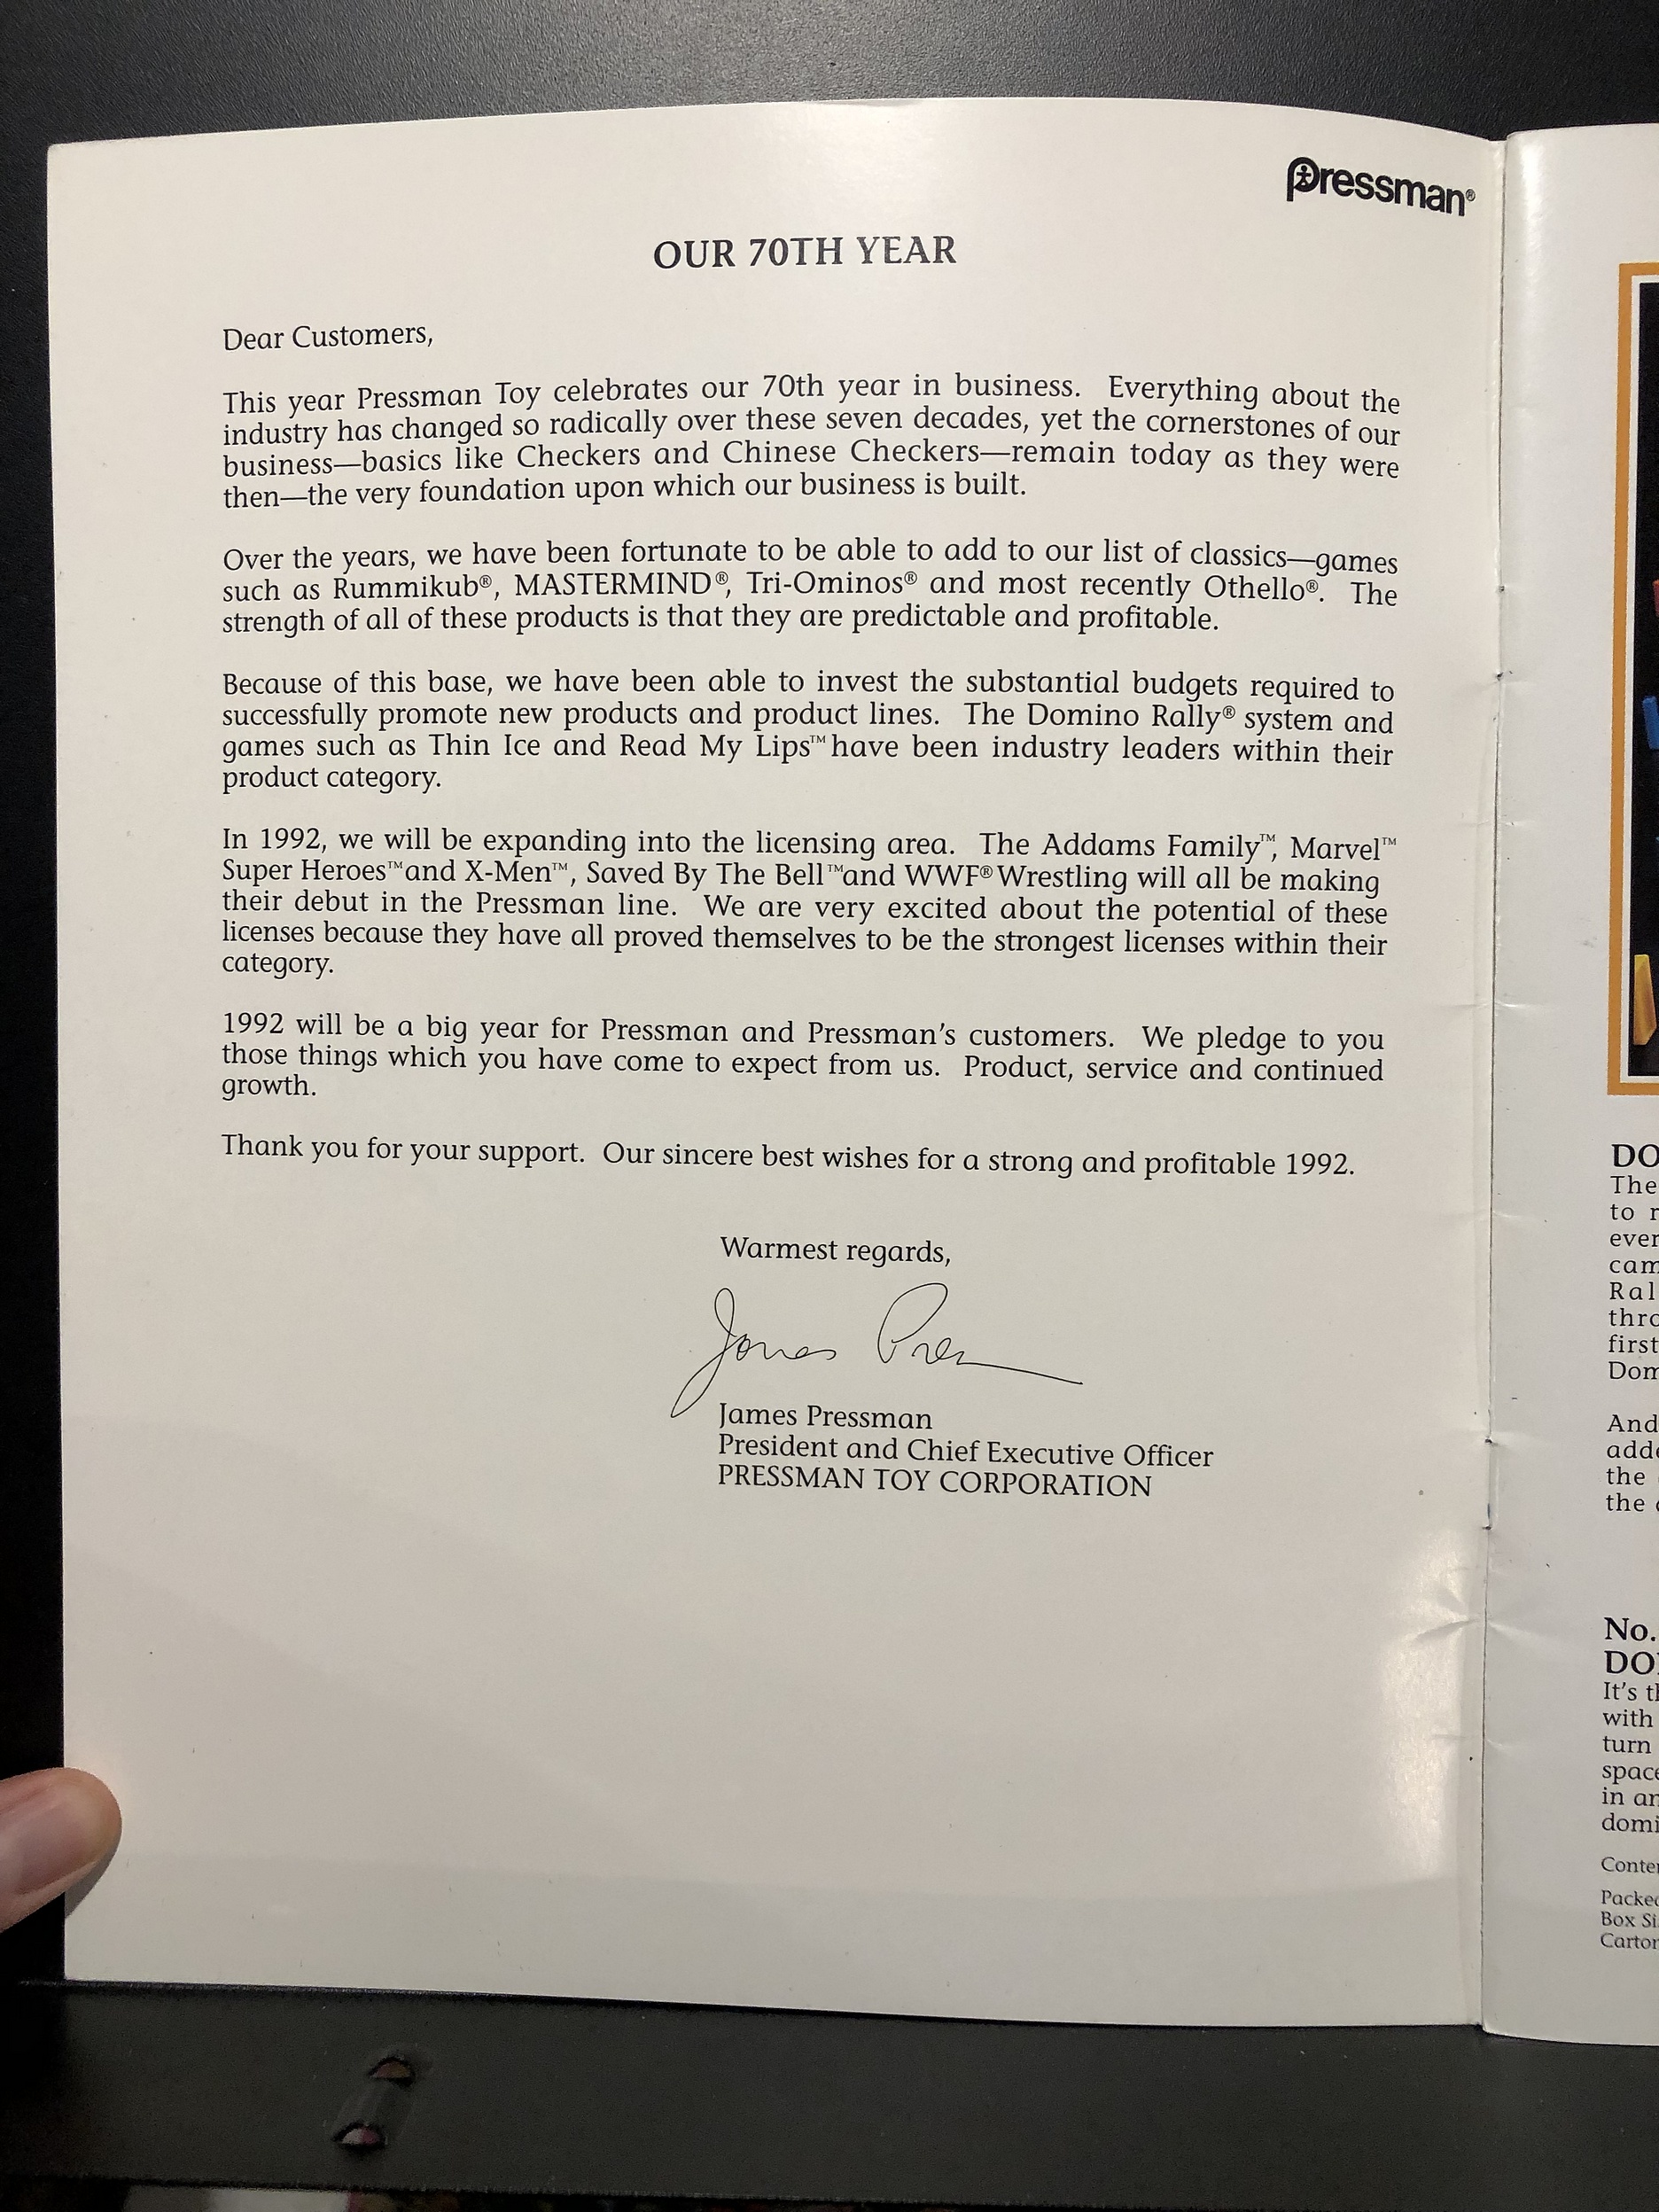 Pressman®
OUR 70TH YEAR
Dear Customers,
This year Pressman Toy celebrates our 70th year in business. Everything about the
industry has changed so radically over these seven decades, yet the cornerstones of our
business—basics like Checkers and Chinese Checkers—remain today as they were
then—the very foundation upon which our business is built.
Over the years, we have been fortunate to be able to add to our list of classics—games
such as Rummikub®, MASTERMIND®, Tri-Ominos® and most recently Othello®. The
strength of all of these products is that they are predictable and profitable.
Because of this base, we have been able to invest the substantial budgets required to
successfully promote new products and product lines. The Domino Rally® system and
games such as Thin Ice and Read My Lips™ have been industry leaders within their
product category.
In 1992, we will be expanding into the licensing area. The Addams Family™, Marvel™
Super Heroes™ and X-Men™, Saved By The Bell™ and WWF® Wrestling will all be making
their debut in the Pressman line. We are very excited about the potential of these
licenses because they have all proved themselves to be the strongest licenses within their
category.
1992 will be a big year for Pressman and Pressman's customers. We pledge to you
those things which you have come to expect from us. Product, service and continued
growth.
Thank you for your support. Our sincere best wishes for a strong and profitable 1992.
Warmest regards,
James Pressman
President and Chief Executive Officer
PRESSMAN TOY CORPORATION
The
to
the
the
No.
It's
with
turn
in